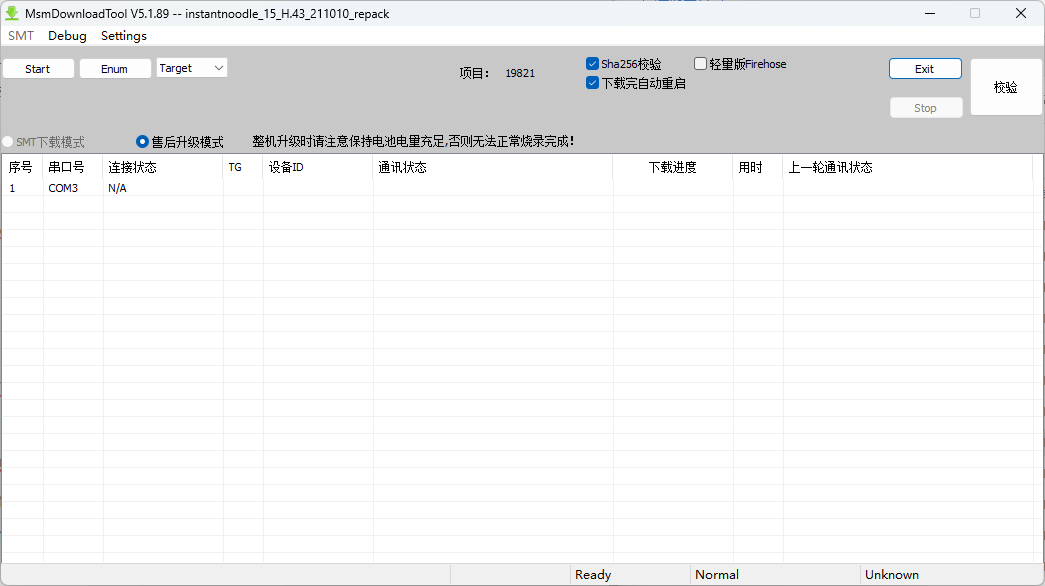 MsmDownloadTool V5.1.89 -- instantnoodle_15_H.43_211010_repack
SMT Debug Settings
Start Enum Target 项目： 19821 Sha256校验 轻量版Firehose Exit 校验
下载完自动重启
Stop
SMT下载模式 售后升级模式 整机升级时请注意保持电池电量充足,否则无法正常烧录完成！
序号 串口号 连接状态 TG 设备ID 通讯状态 下载进度 用时 上一轮通讯状态
1 COM3 N/A
Ready Normal Unknown